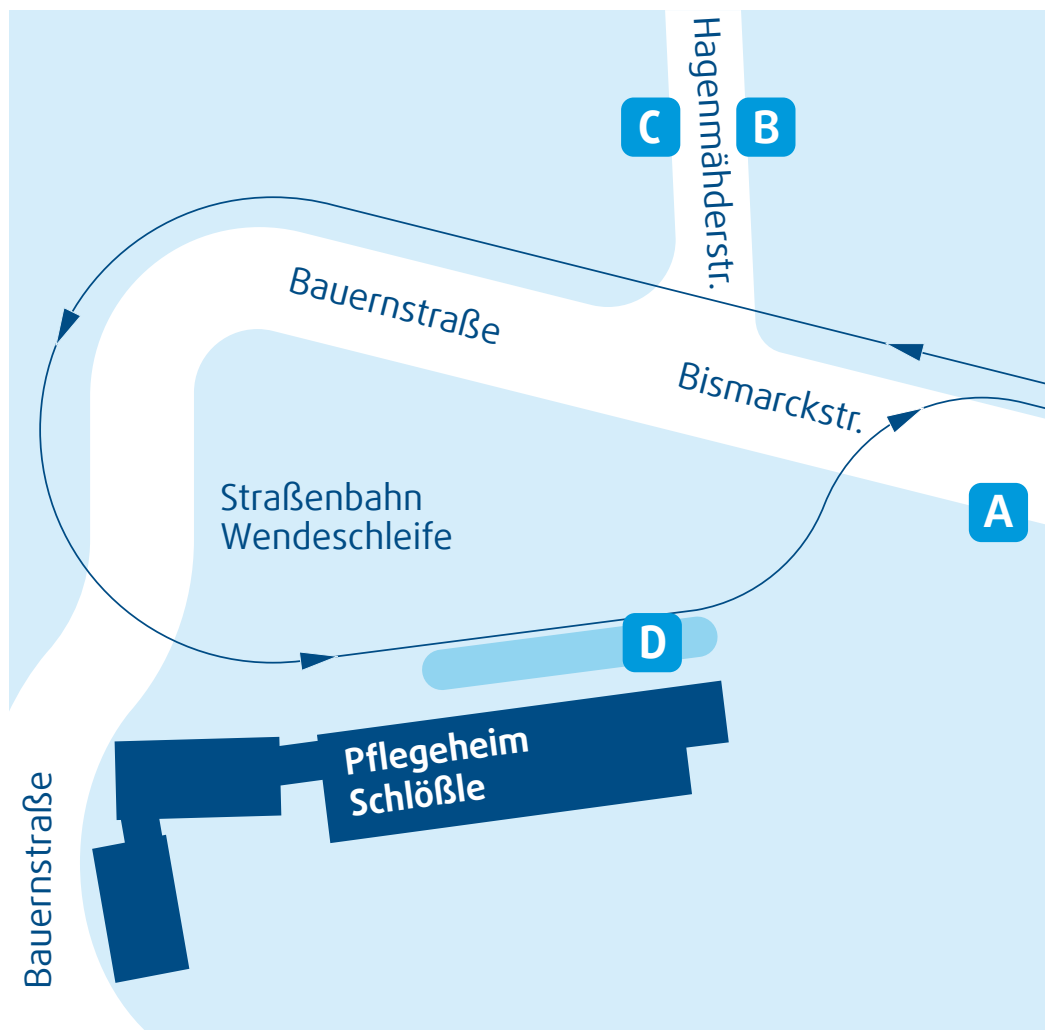 Hagenmähderstr.
C
B
Bauernstraße
Bismarckstr.
Straßenbahn
Wendeschleife
A
D
Pflegeheim
Schlößle
Bauernstraße